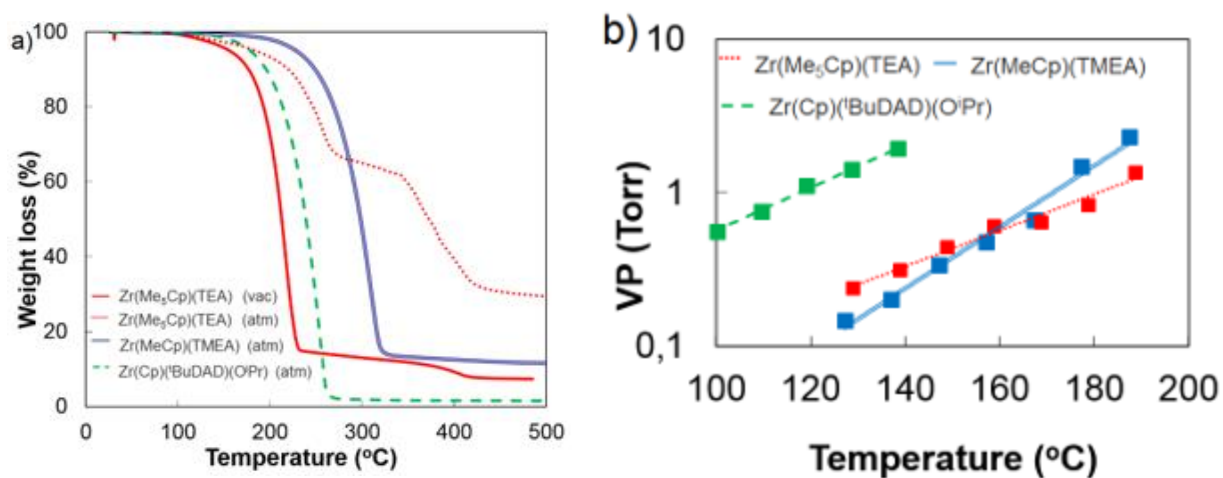 a)
Weight loss (%)
100
80
60
40
20
0
Zr(Me₅Cp)(TEA) (vac)
Zr(Me₅Cp)(TEA) (atm)
Zr(MeCp)(TMEA) (atm)
Zr(Cp)(ᵗBuDAD)(OⁱPr) (atm)
0 100 200 300 400 500
Temperature (°C)
b)
VP (Torr)
10
1
0,1
Zr(Me₅Cp)(TEA) Zr(MeCp)(TMEA)
Zr(Cp)(ᵗBuDAD)(OⁱPr)
100 120 140 160 180 200
Temperature (°C)